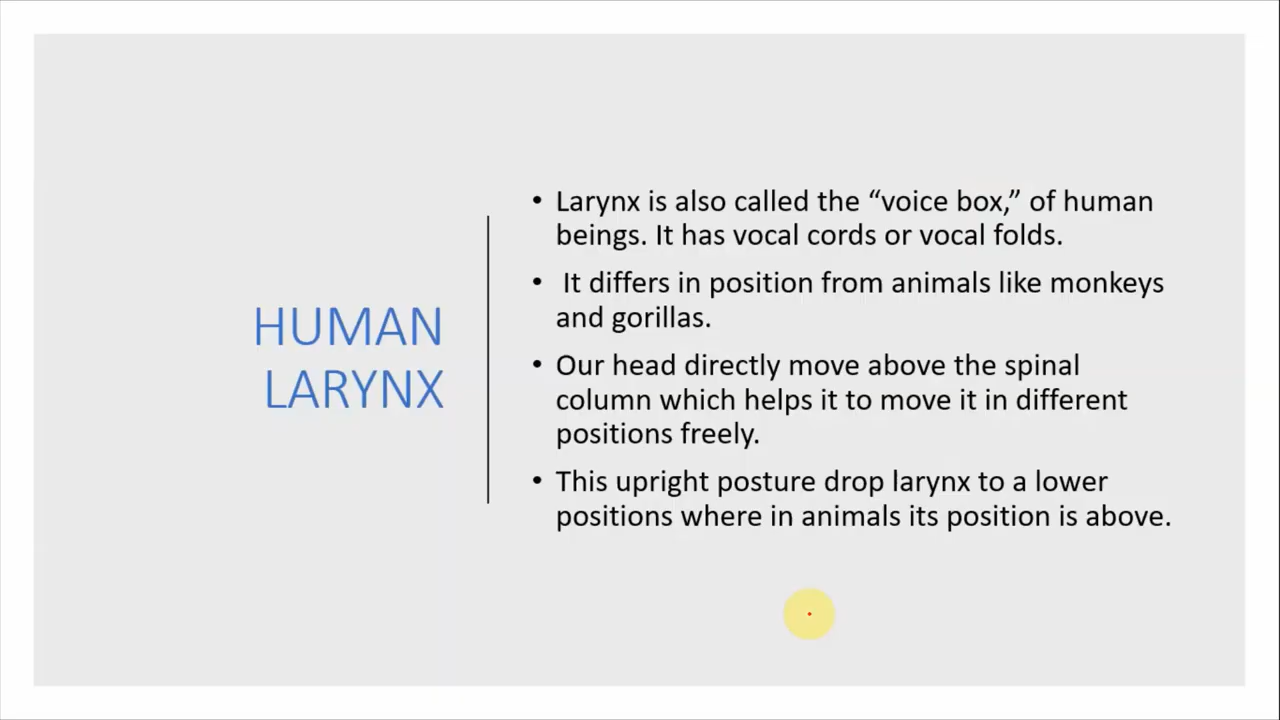 HUMAN
LARYNX
• Larynx is also called the “voice box,” of human
beings. It has vocal cords or vocal folds.
• It differs in position from animals like monkeys
and gorillas.
• Our head directly move above the spinal
column which helps it to move it in different
positions freely.
• This upright posture drop larynx to a lower
positions where in animals its position is above.